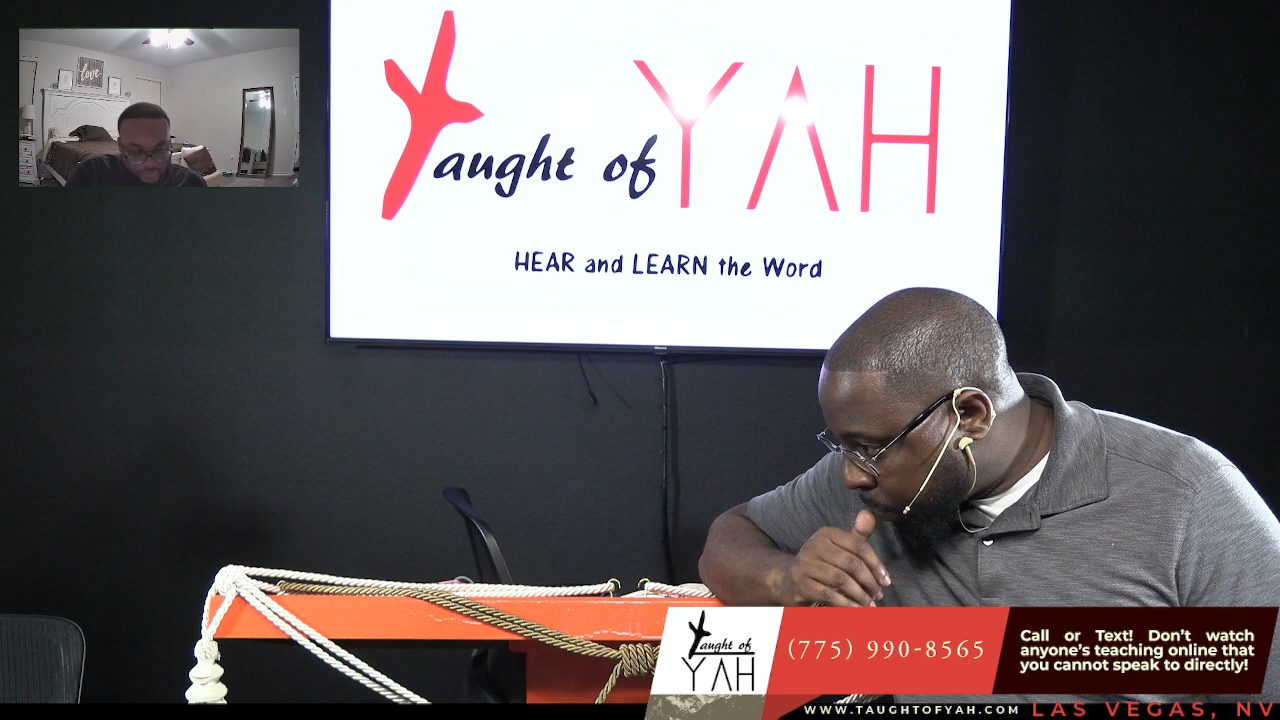 love
Taught of YAH
HEAR and LEARN the Word
Taught of
YAH
(775) 990-8565
Call or Text! Don't watch
anyone's teaching online that
you cannot speak to directly!
WWW.TAUGHTOFYAH.COM
LAS VEGAS, NV